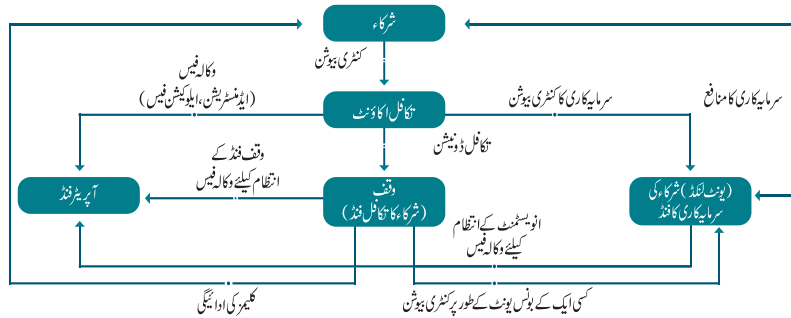 شرکاء
کنٹری بیوشن
وکالہ فیس
(ایڈمنسٹریشن، ایلوکیشن فیس)
تکافل اکاؤنٹ
سرمایہ کاری کا کنٹری بیوشن
سرمایہ کاری کا منافع
تکافل ڈونیشن
وقف فنڈ کے
انتظام کیلئے وکالہ فیس
آپریٹر فنڈ
وقف
(شرکاء کا تکافل فنڈ)
(یونٹ لنکڈ) شرکاء کی
سرمایہ کاری کا فنڈ
انویسٹمنٹ کے انتظام
کیلئے وکالہ فیس
کلیمز کی ادائیگی
کسی ایک کے بونس یونٹ کے طور پر کنٹری بیوشن